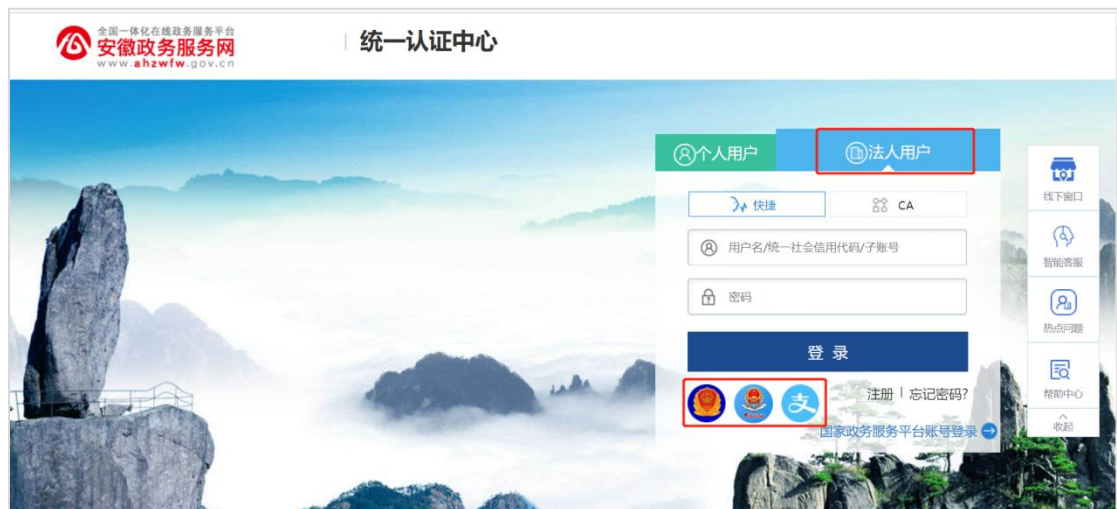 全国一体化在线政务服务平台
安徽政务服务网
www.ahzwfw.gov.cn
统一认证中心
个人用户
法人用户
快捷
CA
用户名/统一社会信用代码/子账号
密码
登 录
支
注册 | 忘记密码?
国家政务服务平台账号登录
线下窗口
智能客服
热点问题
帮助中心
收起